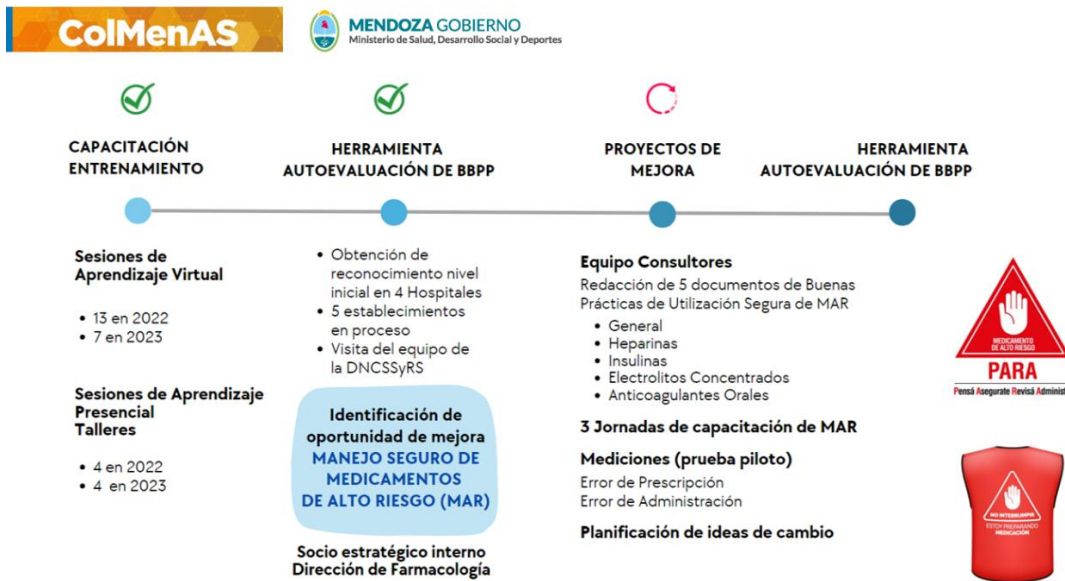 ColMenAS
MENDOZA GOBIERNO
Ministerio de Salud, Desarrollo Social y Deportes
CAPACITACIÓN
ENTRENAMIENTO
HERRAMIENTA
AUTOEVALUACIÓN DE BBPP
PROYECTOS DE
MEJORA
HERRAMIENTA
AUTOEVALUACIÓN DE BBPP
Sesiones de
Aprendizaje Virtual
• 13 en 2022
• 7 en 2023
Sesiones de Aprendizaje
Presencial
Talleres
• 4 en 2022
• 4 en 2023
• Obtención de
reconocimiento nivel
inicial en 4 Hospitales
• 5 establecimientos
en proceso
• Visita del equipo de
la DNCSSyRS
Identificación de
oportunidad de mejora
MANEJO SEGURO DE
MEDICAMENTOS
DE ALTO RIESGO (MAR)
Socio estratégico interno
Dirección de Farmacología
Equipo Consultores
Redacción de 5 documentos de Buenas
Prácticas de Utilización Segura de MAR
• General
• Heparinas
• Insulinas
• Electrolitos Concentrados
• Anticoagulantes Orales
3 Jornadas de capacitación de MAR
Mediciones (prueba piloto)
Error de Prescripción
Error de Administración
Planificación de ideas de cambio
MEDICAMENTO
DE ALTO RIESGO
PARA
Pensá Asegurate Revisá Administ
NO INTERRUMPIR
ESTOY PREPARANDO
MEDICACIÓN